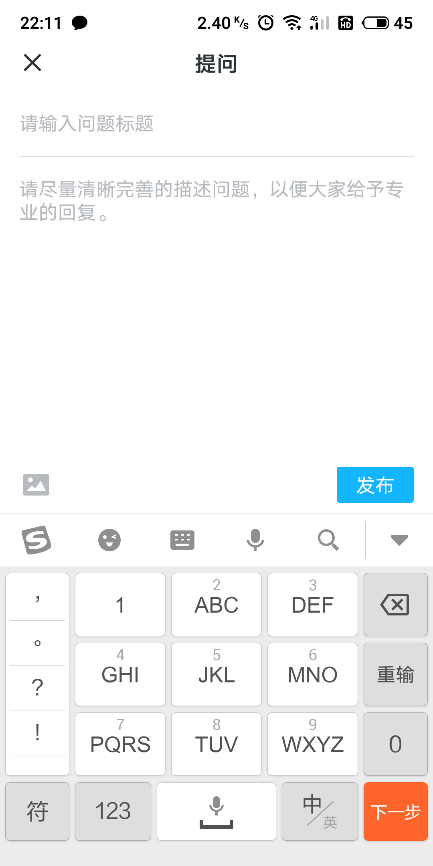 22:11 2.40 K/s 4G HD 45
提问
请输入问题标题
请尽量清晰完善的描述问题，以便大家给予专
业的回复。
发布
S
， 1 2 ABC 3 DEF
。 4 GHI 5 JKL 6 MNO 重输
？
！ 7 PQRS 8 TUV 9 WXYZ 0
符 123 中/英 下一步